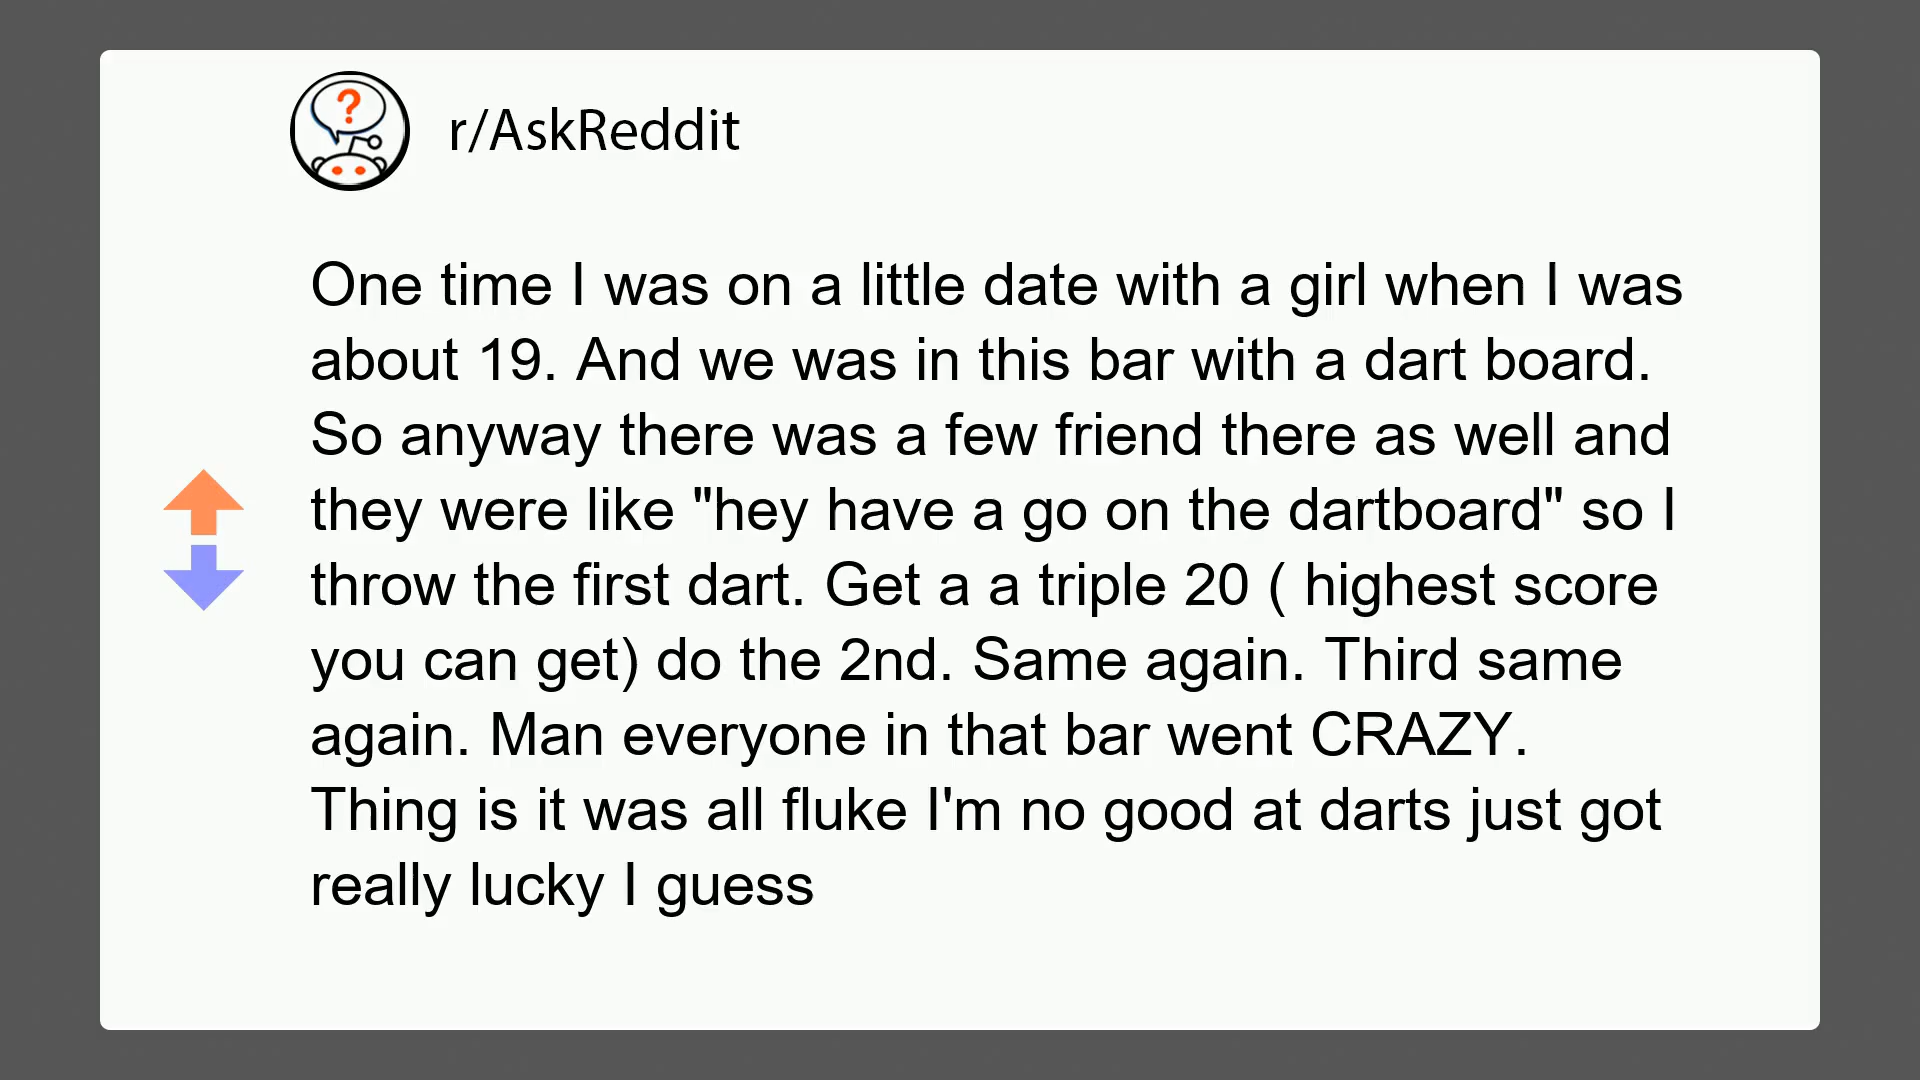 ?
r/AskReddit
One time I was on a little date with a girl when I was
about 19. And we was in this bar with a dart board.
So anyway there was a few friend there as well and
they were like "hey have a go on the dartboard" so I
throw the first dart. Get a a triple 20 ( highest score
you can get) do the 2nd. Same again. Third same
again. Man everyone in that bar went CRAZY.
Thing is it was all fluke I'm no good at darts just got
really lucky I guess